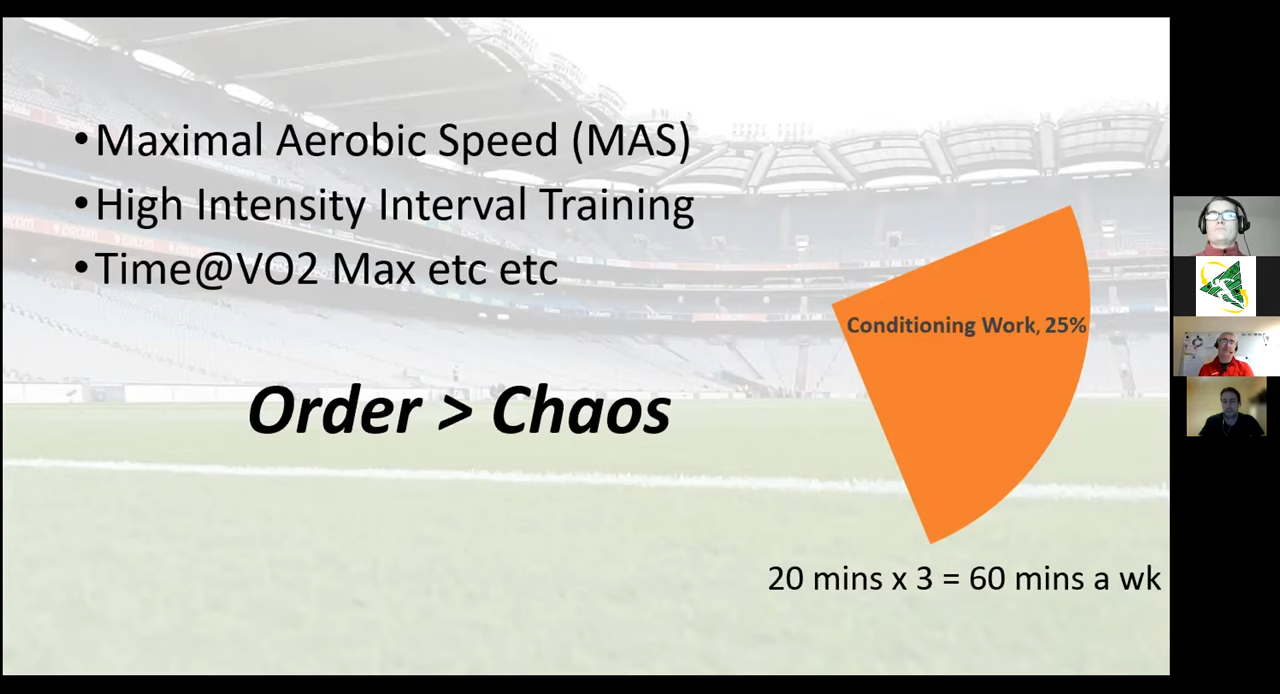 •Maximal Aerobic Speed (MAS)
•High Intensity Interval Training
•Time@VO2 Max etc etc
Conditioning Work, 25%
Order > Chaos
20 mins x 3 = 60 mins a wk